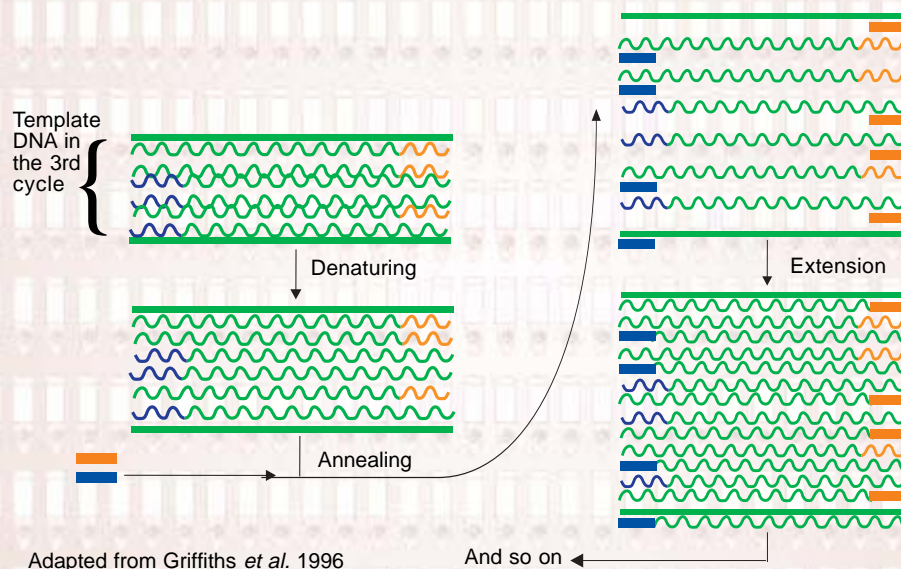 Template
DNA in
the 3rd
cycle
Denaturing
Annealing
Extension
And so on
Adapted from Griffiths et al. 1996